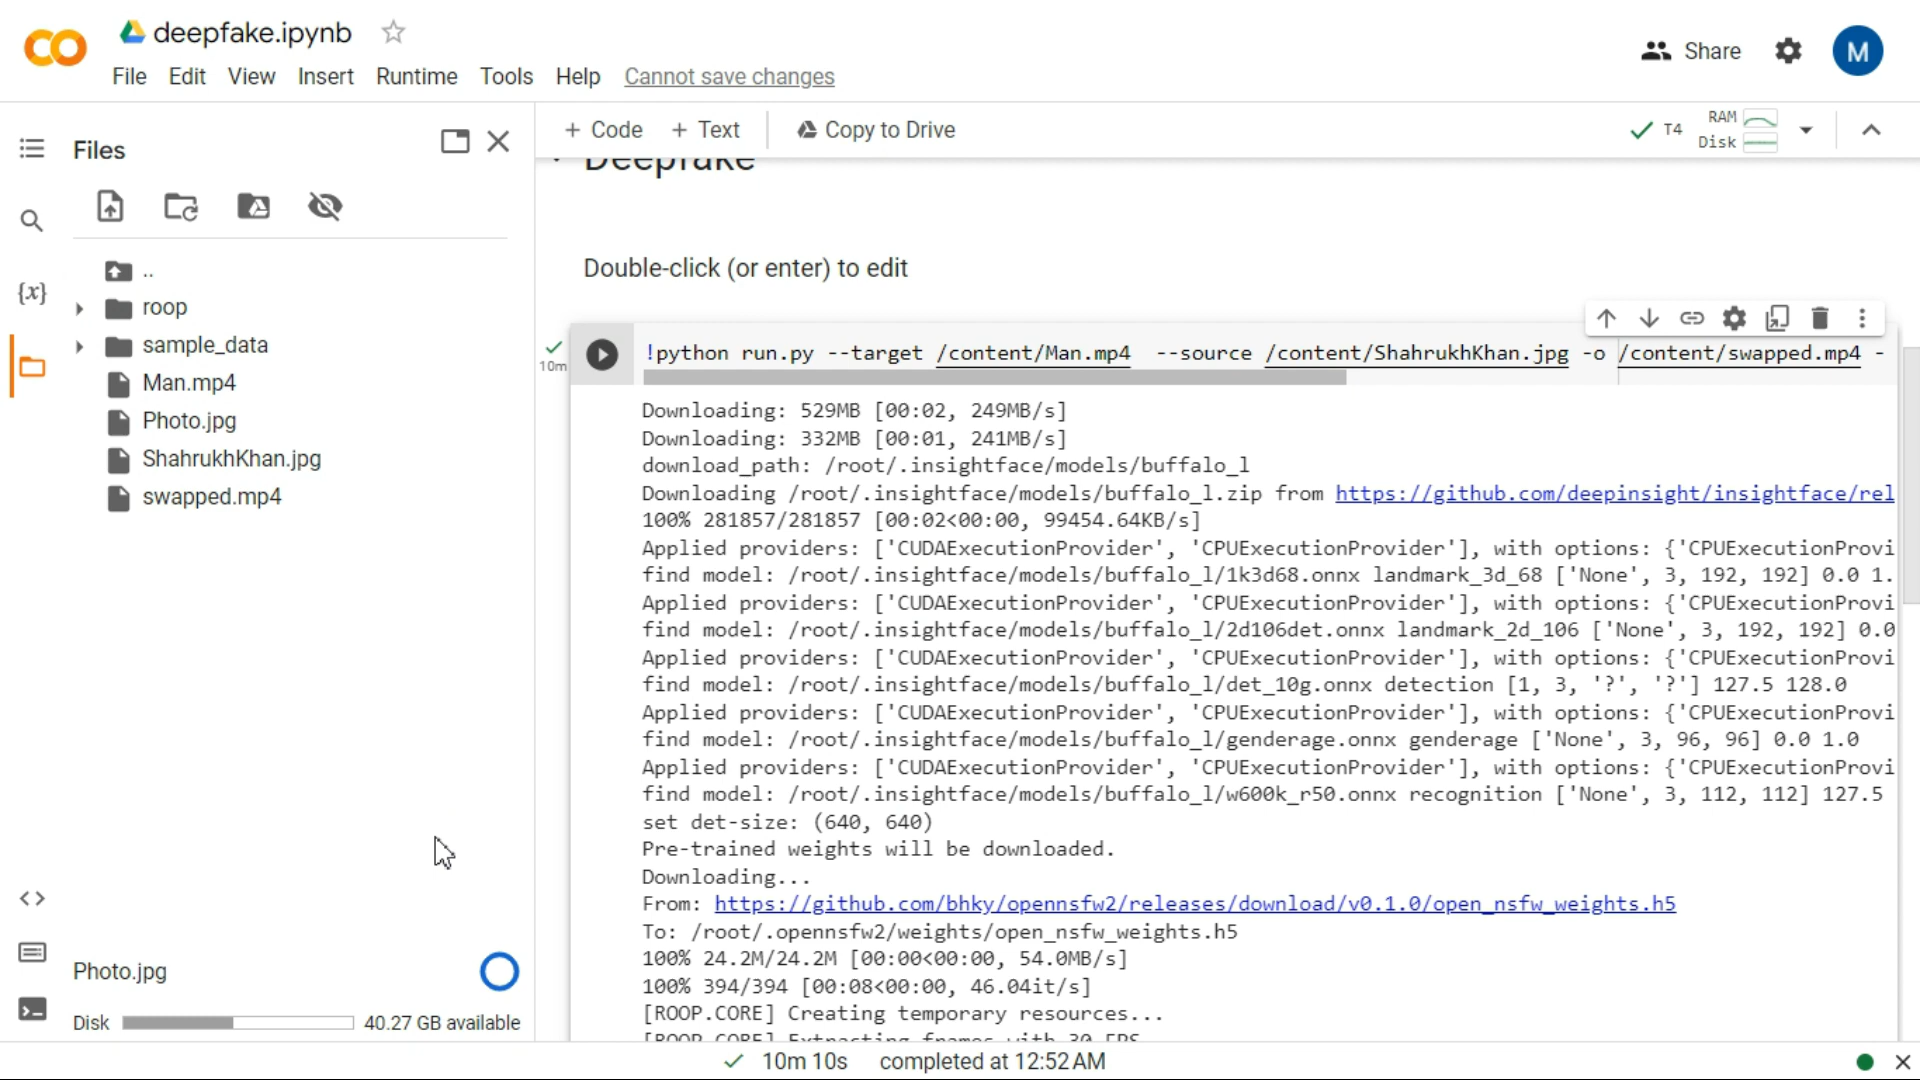 deepfake.ipynb
File Edit View Insert Runtime Tools Help Cannot save changes
Share
M
Files
+ Code + Text Copy to Drive
T4
RAM
Disk
Deepfake
..
roop
sample_data
Man.mp4
Photo.jpg
ShahrukhKhan.jpg
swapped.mp4
{x}
Double-click (or enter) to edit
10m
!python run.py --target /content/Man.mp4 --source /content/ShahrukhKhan.jpg -o /content/swapped.mp4 -
Downloading: 529MB [00:02, 249MB/s]
Downloading: 332MB [00:01, 241MB/s]
download_path: /root/.insightface/models/buffalo_l
Downloading /root/.insightface/models/buffalo_l.zip from https://github.com/deepinsight/insightface/rel
100% 281857/281857 [00:02<00:00, 99454.64KB/s]
Applied providers: ['CUDAExecutionProvider', 'CPUExecutionProvider'], with options: {'CPUExecutionProvi
find model: /root/.insightface/models/buffalo_l/1k3d68.onnx landmark_3d_68 ['None', 3, 192, 192] 0.0 1.
Applied providers: ['CUDAExecutionProvider', 'CPUExecutionProvider'], with options: {'CPUExecutionProvi
find model: /root/.insightface/models/buffalo_l/2d106det.onnx landmark_2d_106 ['None', 3, 192, 192] 0.0
Applied providers: ['CUDAExecutionProvider', 'CPUExecutionProvider'], with options: {'CPUExecutionProvi
find model: /root/.insightface/models/buffalo_l/det_10g.onnx detection [1, 3, '?', '?'] 127.5 128.0
Applied providers: ['CUDAExecutionProvider', 'CPUExecutionProvider'], with options: {'CPUExecutionProvi
find model: /root/.insightface/models/buffalo_l/genderage.onnx genderage ['None', 3, 96, 96] 0.0 1.0
Applied providers: ['CUDAExecutionProvider', 'CPUExecutionProvider'], with options: {'CPUExecutionProvi
find model: /root/.insightface/models/buffalo_l/w600k_r50.onnx recognition ['None', 3, 112, 112] 127.5
set det-size: (640, 640)
Pre-trained weights will be downloaded.
Downloading...
From: https://github.com/bhky/opennsfw2/releases/download/v0.1.0/open_nsfw_weights.h5
To: /root/.opennsfw2/weights/open_nsfw_weights.h5
100% 24.2M/24.2M [00:00<00:00, 54.0MB/s]
100% 394/394 [00:08<00:00, 46.04it/s]
[ROOP.CORE] Creating temporary resources...
[ROOP.CORE] Extracting frames with 30 FPS
Photo.jpg
Disk 40.27 GB available
10m 10s completed at 12:52 AM